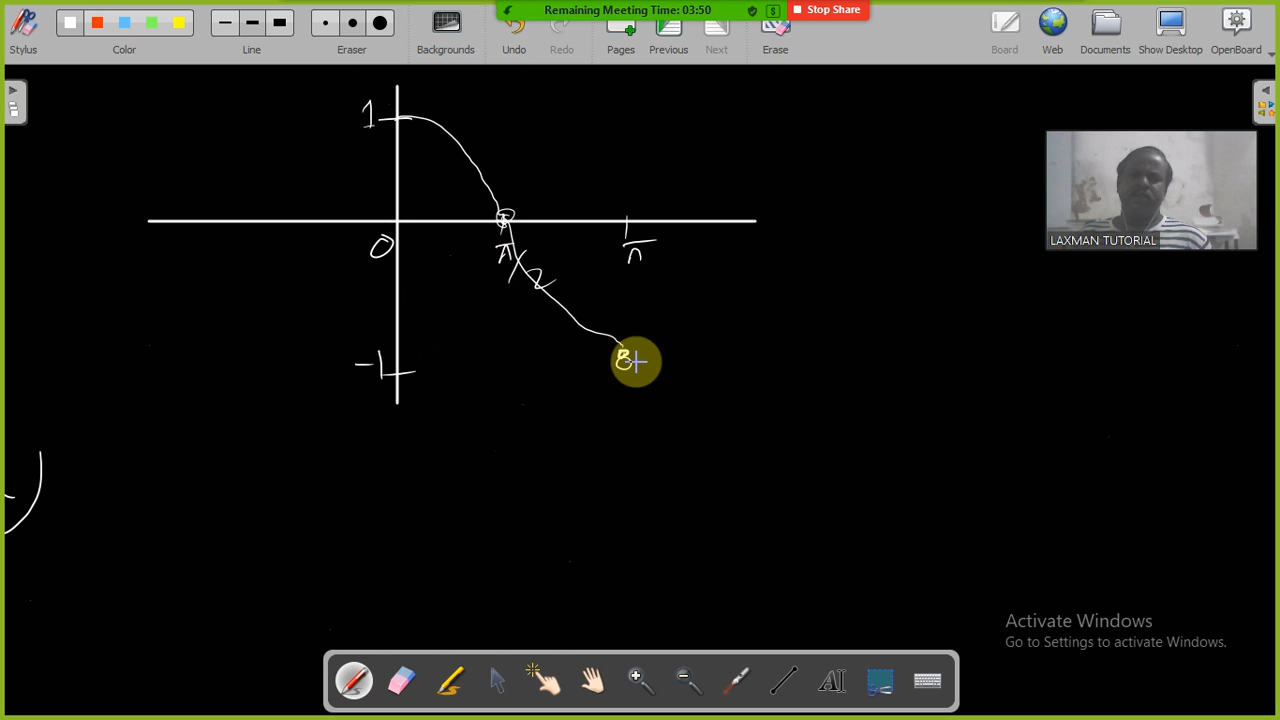 Remaining Meeting Time: 03:50
Stop Share
Stylus
Color
Line
Eraser
Backgrounds
Undo
Redo
Pages
Previous
Next
Erase
Board
Web
Documents
Show Desktop
OpenBoard
1
0
π/2
π
-1
LAXMAN TUTORIAL
Activate Windows
Go to Settings to activate Windows.